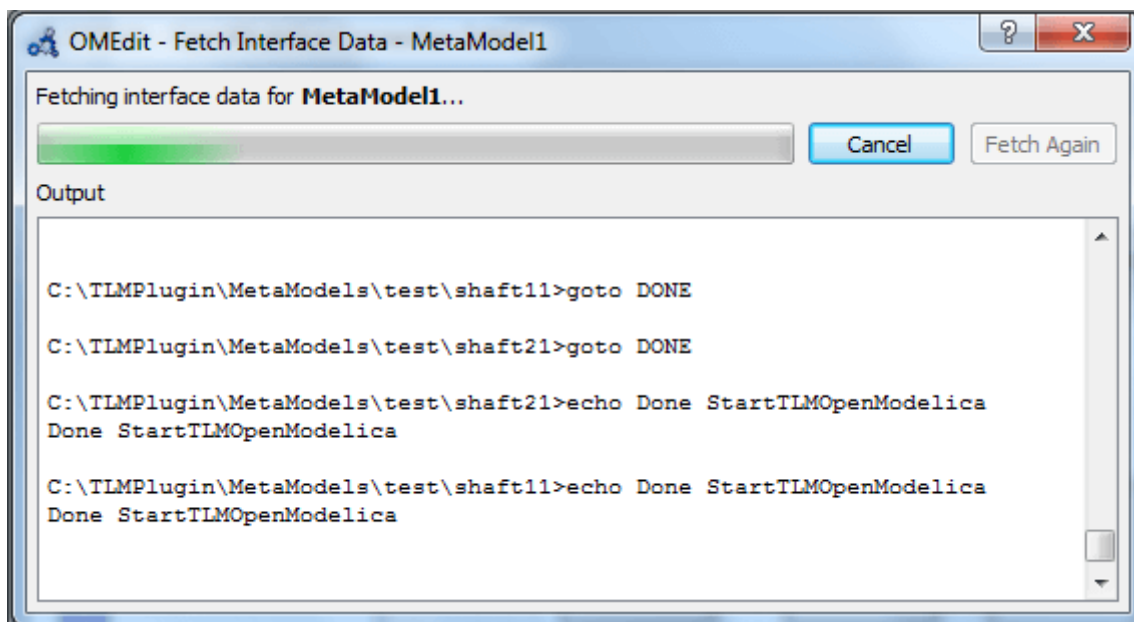 OMEdit - Fetch Interface Data - MetaModel1
Fetching interface data for MetaModel1...
Cancel
Fetch Again
Output
C:\TLMPlugin\MetaModels\test\shaft11>goto DONE
C:\TLMPlugin\MetaModels\test\shaft21>goto DONE
C:\TLMPlugin\MetaModels\test\shaft21>echo Done StartTLMOpenModelica
Done StartTLMOpenModelica
C:\TLMPlugin\MetaModels\test\shaft11>echo Done StartTLMOpenModelica
Done StartTLMOpenModelica